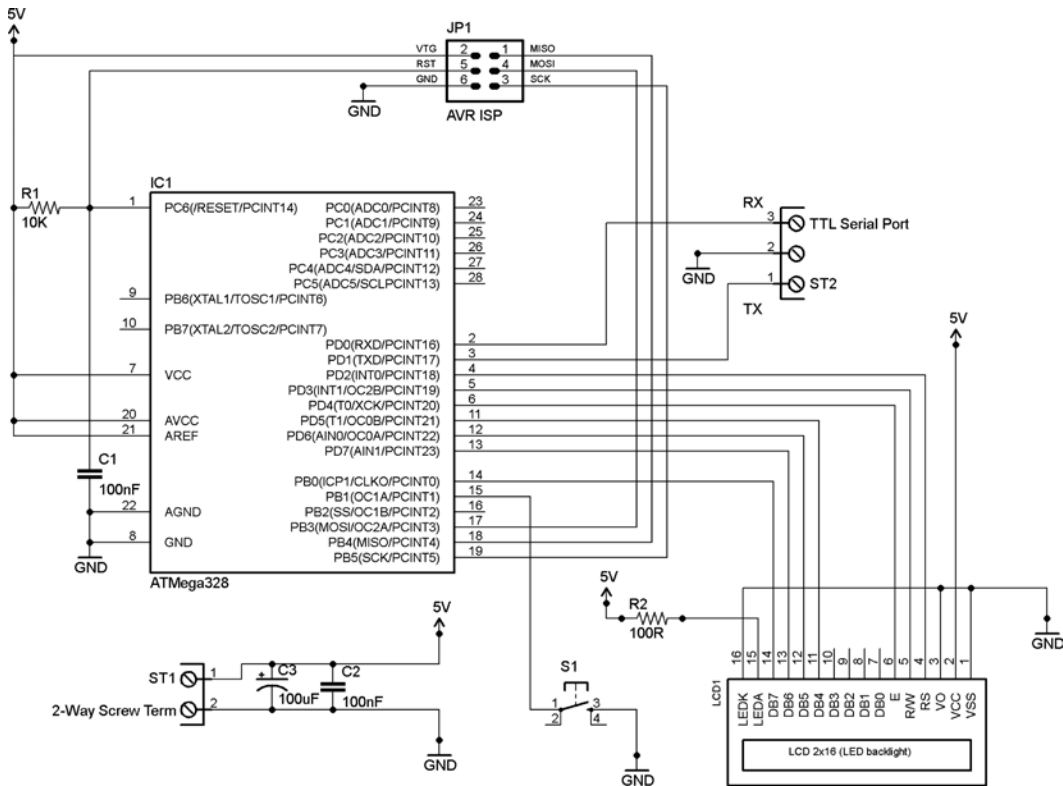 5V
JP1
VTG 2 1 MISO
RST 5 4 MOSI
GND 6 3 SCK
GND
AVR ISP
IC1
R1
10K
1 PC6(/RESET/PCINT14)
9 PB6(XTAL1/TOSC1/PCINT6)
10 PB7(XTAL2/TOSC2/PCINT7)
7 VCC
20 AVCC
21 AREF
C1
100nF
22 AGND
8 GND
GND
PC0(ADC0/PCINT8) 23
PC1(ADC1/PCINT9) 24
PC2(ADC2/PCINT10) 25
PC3(ADC3/PCINT11) 26
PC4(ADC4/SDA/PCINT12) 27
PC5(ADC5/SCLPCINT13) 28
PD0(RXD/PCINT16) 2
PD1(TXD/PCINT17) 3
PD2(INT0/PCINT18) 4
PD3(INT1/OC2B/PCINT19) 5
PD4(T0/XCK/PCINT20) 6
PD5(T1/OC0B/PCINT21) 11
PD6(AIN0/OC0A/PCINT22) 12
PD7(AIN1/PCINT23) 13
PB0(ICP1/CLKO/PCINT0) 14
PB1(OC1A/PCINT1) 15
PB2(SS/OC1B/PCINT2) 16
PB3(MOSI/OC2A/PCINT3) 17
PB4(MISO/PCINT4) 18
PB5(SCK/PCINT5) 19
ATMega328
RX
3 TTL Serial Port
2
GND
1 ST2
TX
5V
5V
R2
100R
GND
5V
ST1 1
C3
100uF
C2
100nF
2-Way Screw Term 2
GND
S1
1 3
2 4
GND
16 15 14 13 12 11 10 9 8 7 6 5 4 3 2 1
LCD1
LEDK LEDA DB7 DB6 DB5 DB4 DB3 DB2 DB1 DB0 E R/W RS VO VCC VSS
LCD 2x16 (LED backlight)